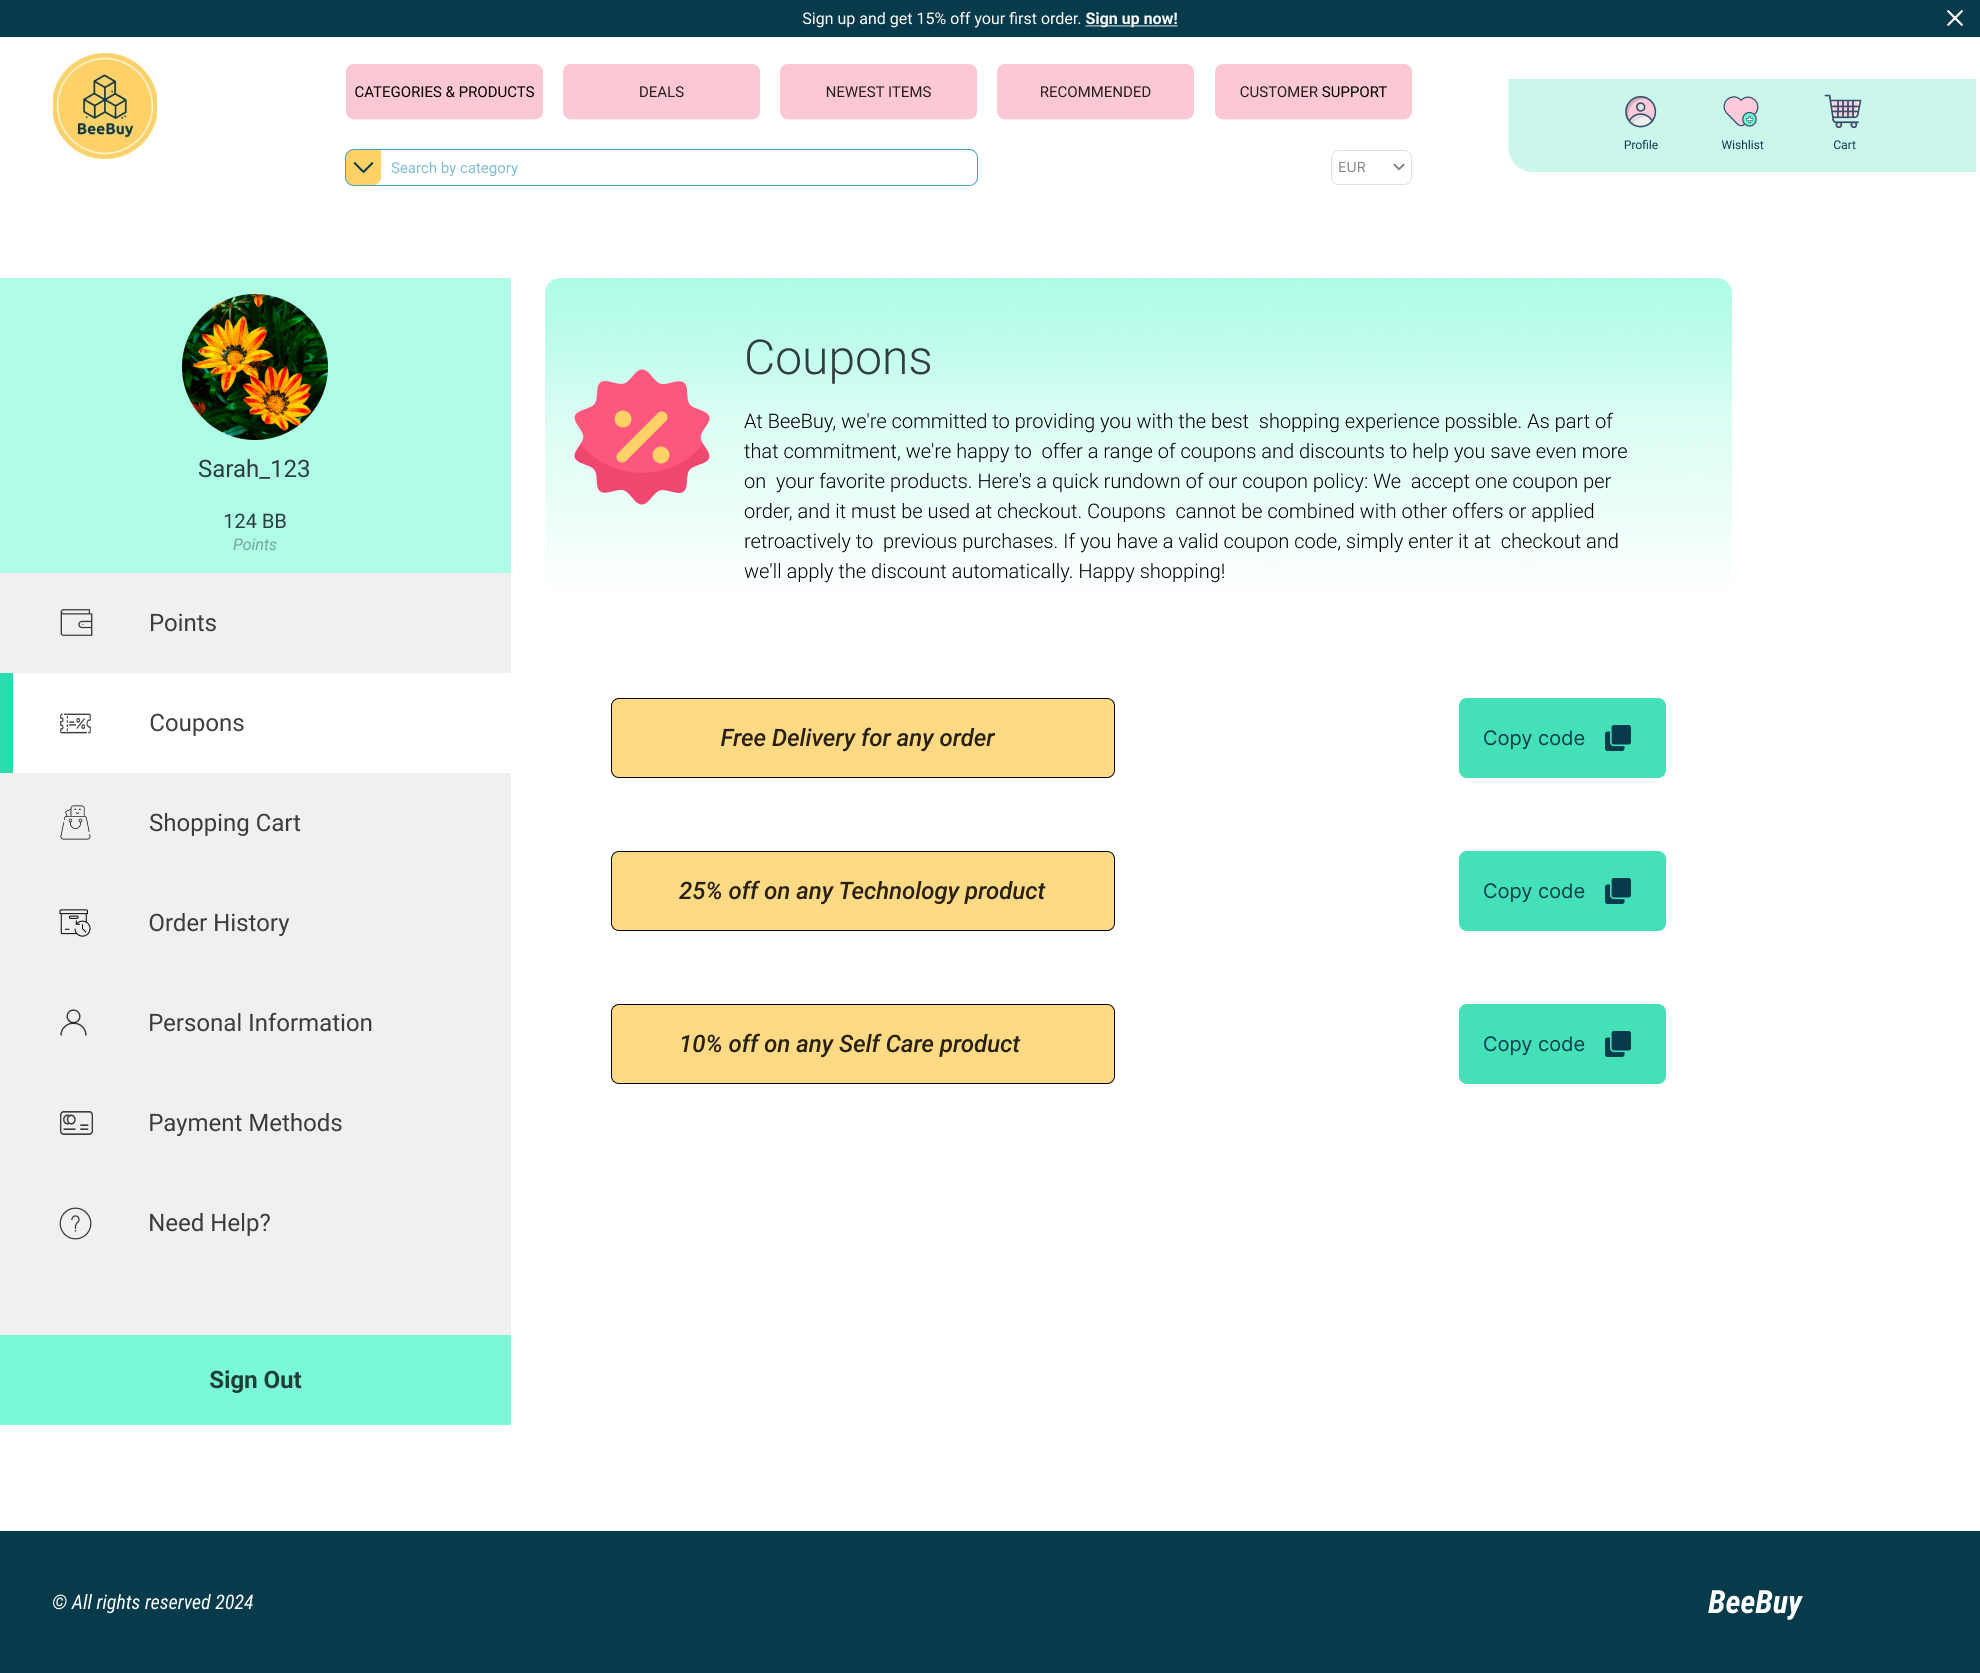 Sign up and get 15% off your first order. Sign up now!
BeeBuy
CATEGORIES & PRODUCTS
DEALS
NEWEST ITEMS
RECOMMENDED
CUSTOMER SUPPORT
Search by category
EUR
Profile
Wishlist
Cart
Sarah_123
124 BB
Points
Points
Coupons
Shopping Cart
Order History
Personal Information
Payment Methods
Need Help?
Sign Out
Coupons
At BeeBuy, we're committed to providing you with the best shopping experience possible. As part of
that commitment, we're happy to offer a range of coupons and discounts to help you save even more
on your favorite products. Here's a quick rundown of our coupon policy: We accept one coupon per
order, and it must be used at checkout. Coupons cannot be combined with other offers or applied
retroactively to previous purchases. If you have a valid coupon code, simply enter it at checkout and
we'll apply the discount automatically. Happy shopping!
Free Delivery for any order
Copy code
25% off on any Technology product
Copy code
10% off on any Self Care product
Copy code
© All rights reserved 2024
BeeBuy